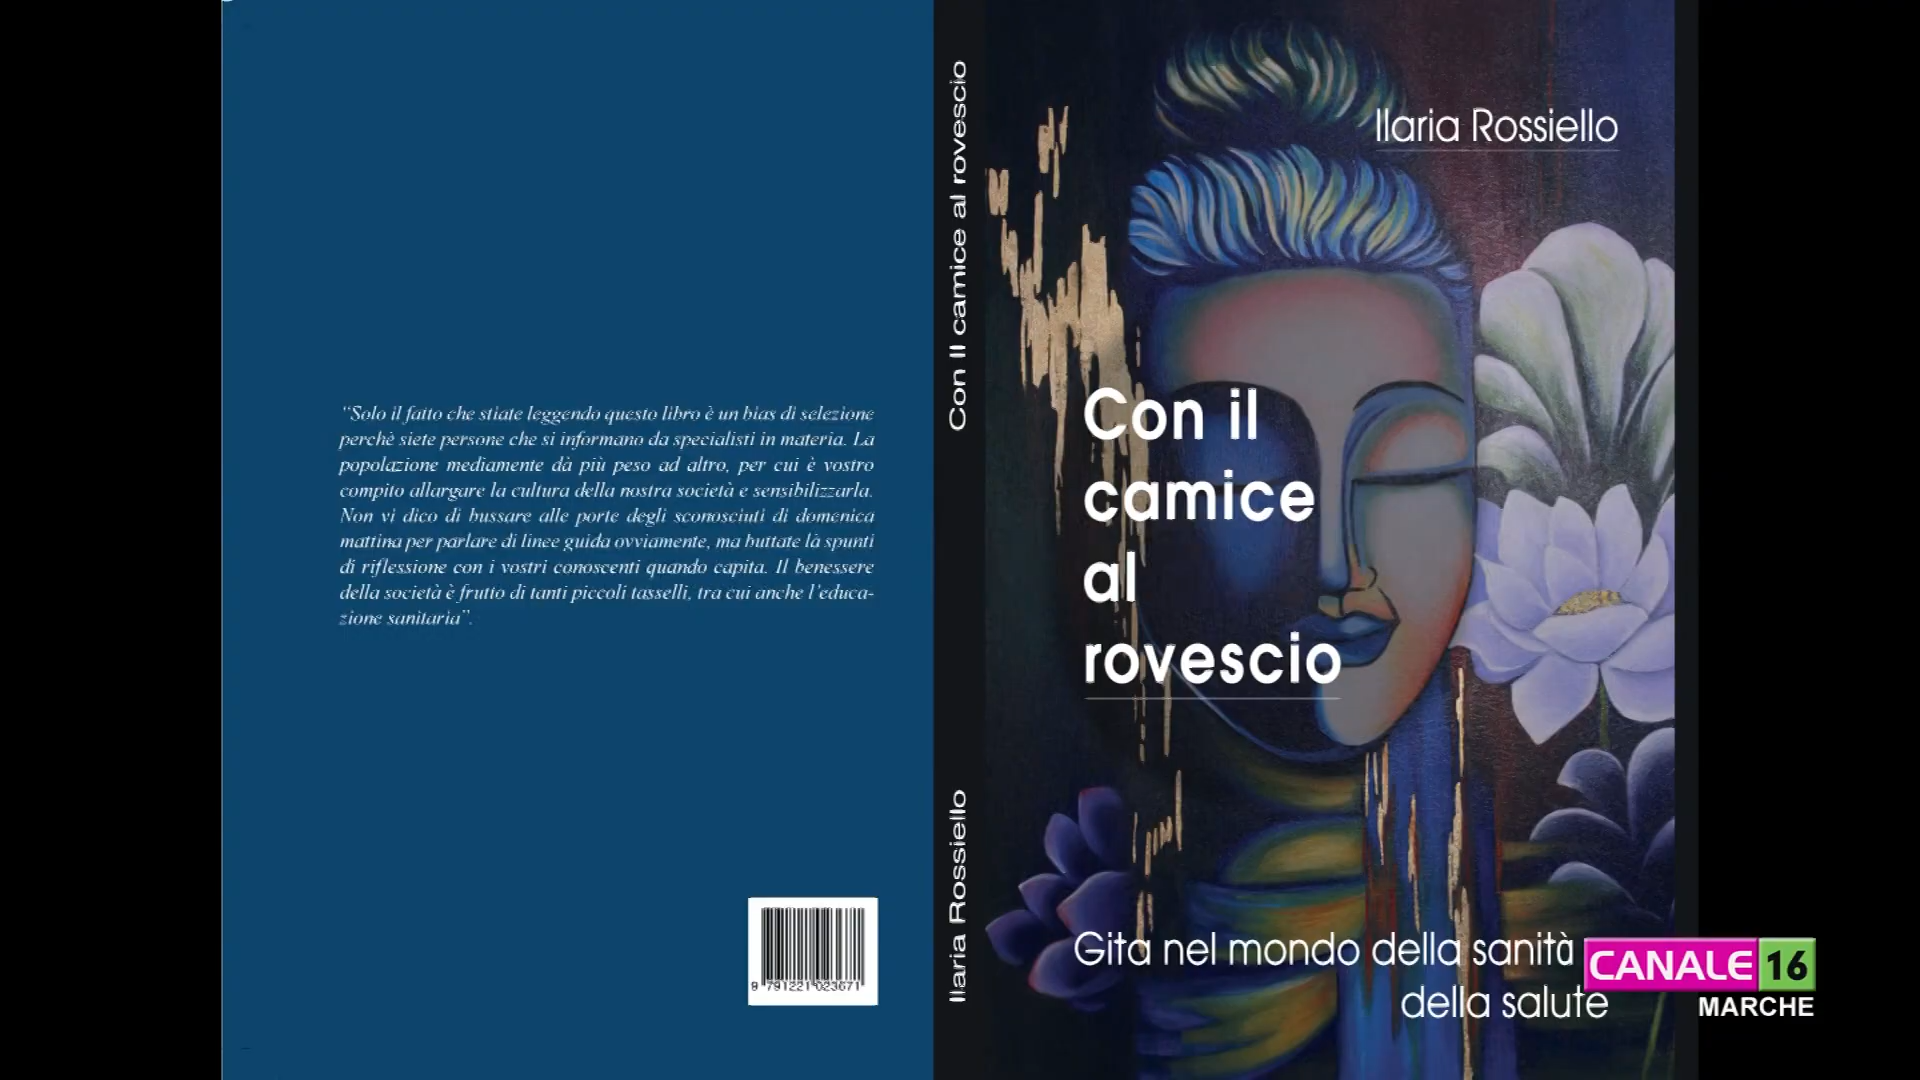 “Solo il fatto che stiate leggendo questo libro è un bias di selezione
perchè siete persone che si informano da specialisti in materia. La
popolazione mediamente dà più peso ad altro, per cui è vostro
compito allargare la cultura della nostra società e sensibilizzarla.
Non vi dico di bussare alle porte degli sconosciuti di domenica
mattina per parlare di linee guida ovviamente, ma buttate là spunti
di riflessione con i vostri conoscenti quando capita. Il benessere
della società è frutto di tanti piccoli tasselli, tra cui anche l’educa-
zione sanitaria”.
9 791221 023671
Con Il camice al rovescio
Ilaria Rossiello
Ilaria Rossiello
Con il
camice
al
rovescio
Gita nel mondo della sanità
della salute
CANALE 16
MARCHE